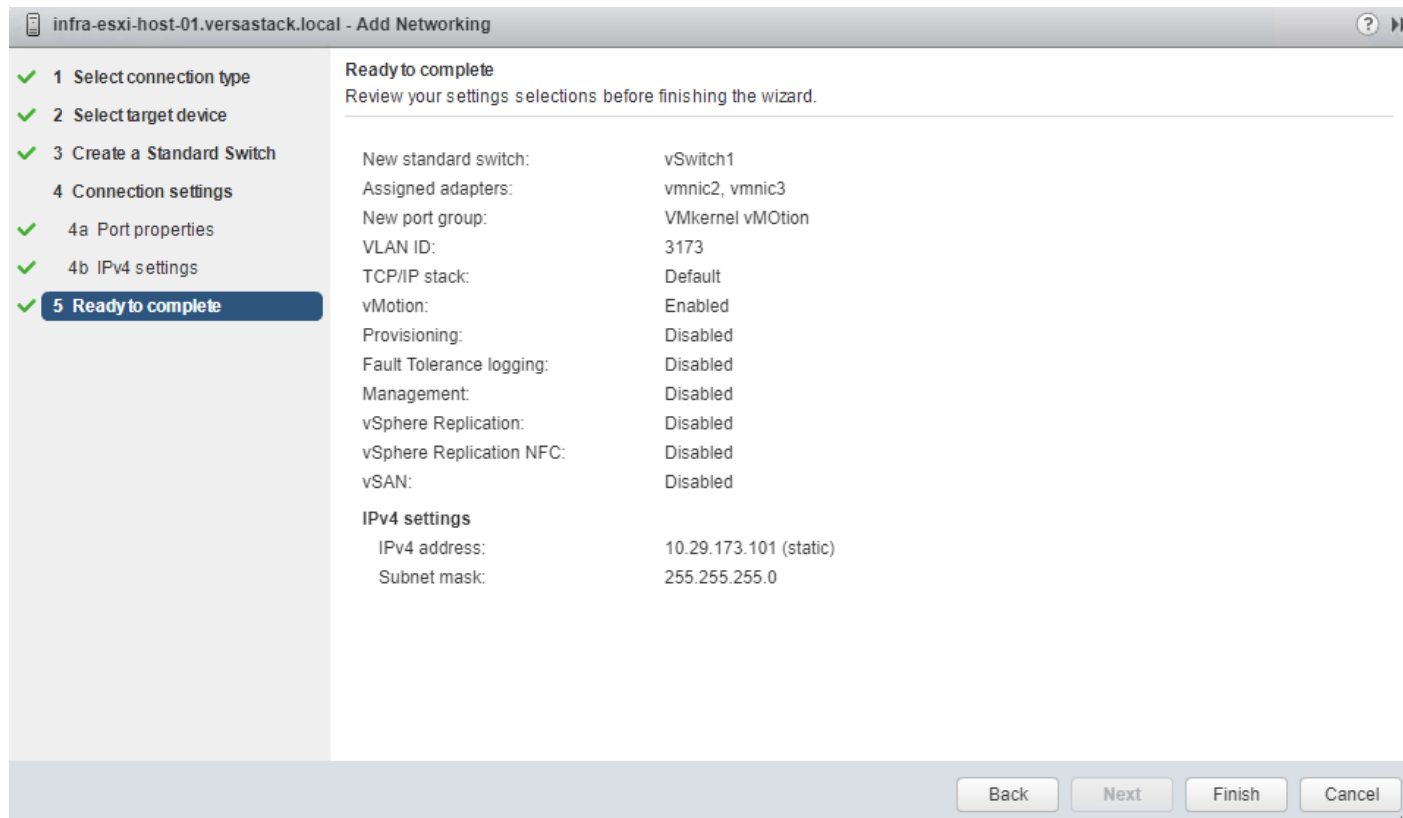 infra-esxi-host-01.versastack.local - Add Networking
?
1 Select connection type
2 Select target device
3 Create a Standard Switch
4 Connection settings
4a Port properties
4b IPv4 settings
5 Ready to complete
Ready to complete
Review your settings selections before finishing the wizard.
New standard switch: vSwitch1
Assigned adapters: vmnic2, vmnic3
New port group: VMkernel vMOtion
VLAN ID: 3173
TCP/IP stack: Default
vMotion: Enabled
Provisioning: Disabled
Fault Tolerance logging: Disabled
Management: Disabled
vSphere Replication: Disabled
vSphere Replication NFC: Disabled
vSAN: Disabled
IPv4 settings
IPv4 address: 10.29.173.101 (static)
Subnet mask: 255.255.255.0
Back Next Finish Cancel